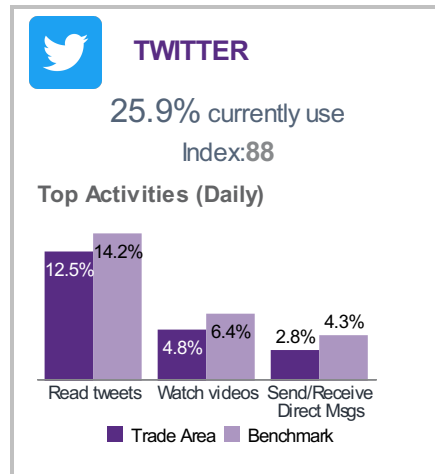 TWITTER
25.9% currently use
Index:88
Top Activities (Daily)
12.5% 14.2% 4.8% 6.4% 2.8% 4.3%
Read tweets Watch videos Send/Receive
Direct Msgs
Trade Area Benchmark